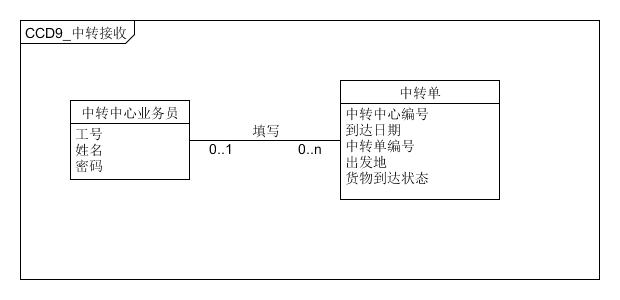 CCD9_中转接收
中转单
中转中心业务员
中转中心编号
到达日期
中转单编号
出发地
货物到达状态
工号
姓名
密码
填写
0..1
0..n